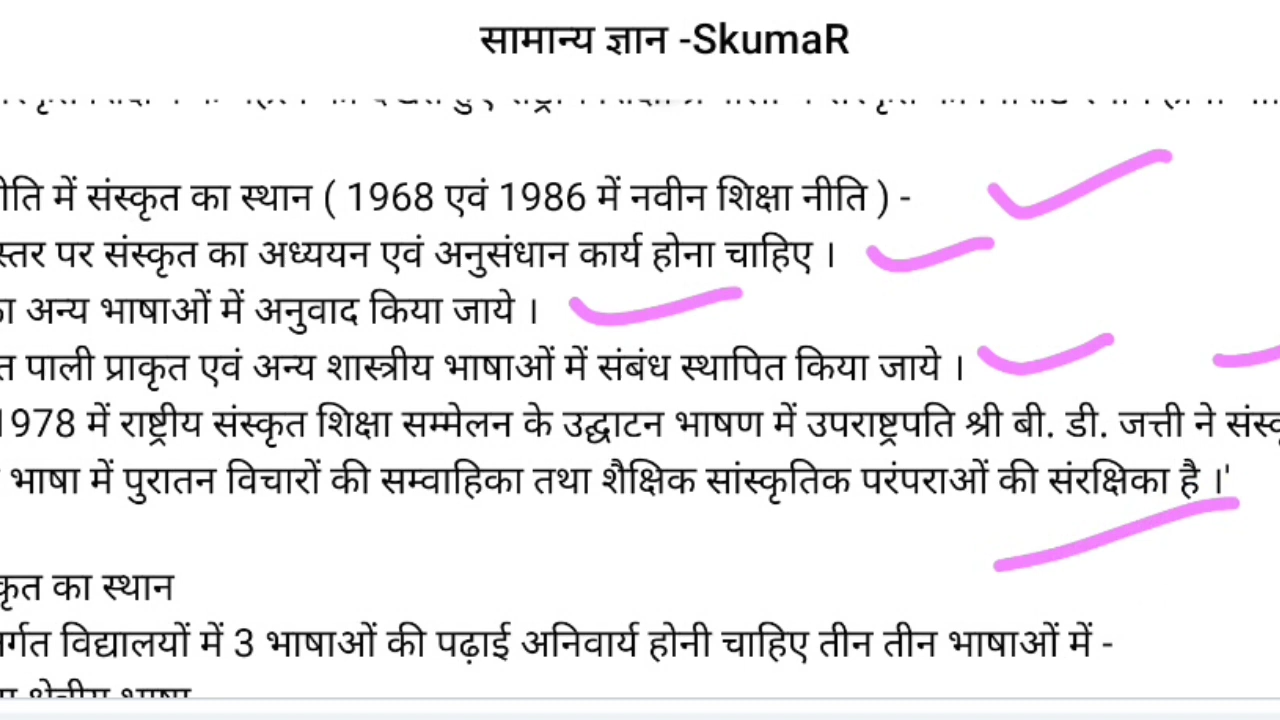 सामान्य ज्ञान -SkumaR
में संस्कृत का स्थान ( 1968 एवं 1986 में नवीन शिक्षा नीति ) -
स्तर पर संस्कृत का अध्ययन एवं अनुसंधान कार्य होना चाहिए ।
अन्य भाषाओं में अनुवाद किया जाये ।
पाली प्राकृत एवं अन्य शास्त्रीय भाषाओं में संबंध स्थापित किया जाये ।
1978 में राष्ट्रीय संस्कृत शिक्षा सम्मेलन के उद्घाटन भाषण में उपराष्ट्रपति श्री बी. डी. जत्ती ने
भाषा में पुरातन विचारों की सम्वाहिका तथा शैक्षिक सांस्कृतिक परंपराओं की संरक्षिका है ।'
का स्थान
विद्यालयों में 3 भाषाओं की पढ़ाई अनिवार्य होनी चाहिए तीन तीन भाषाओं में -